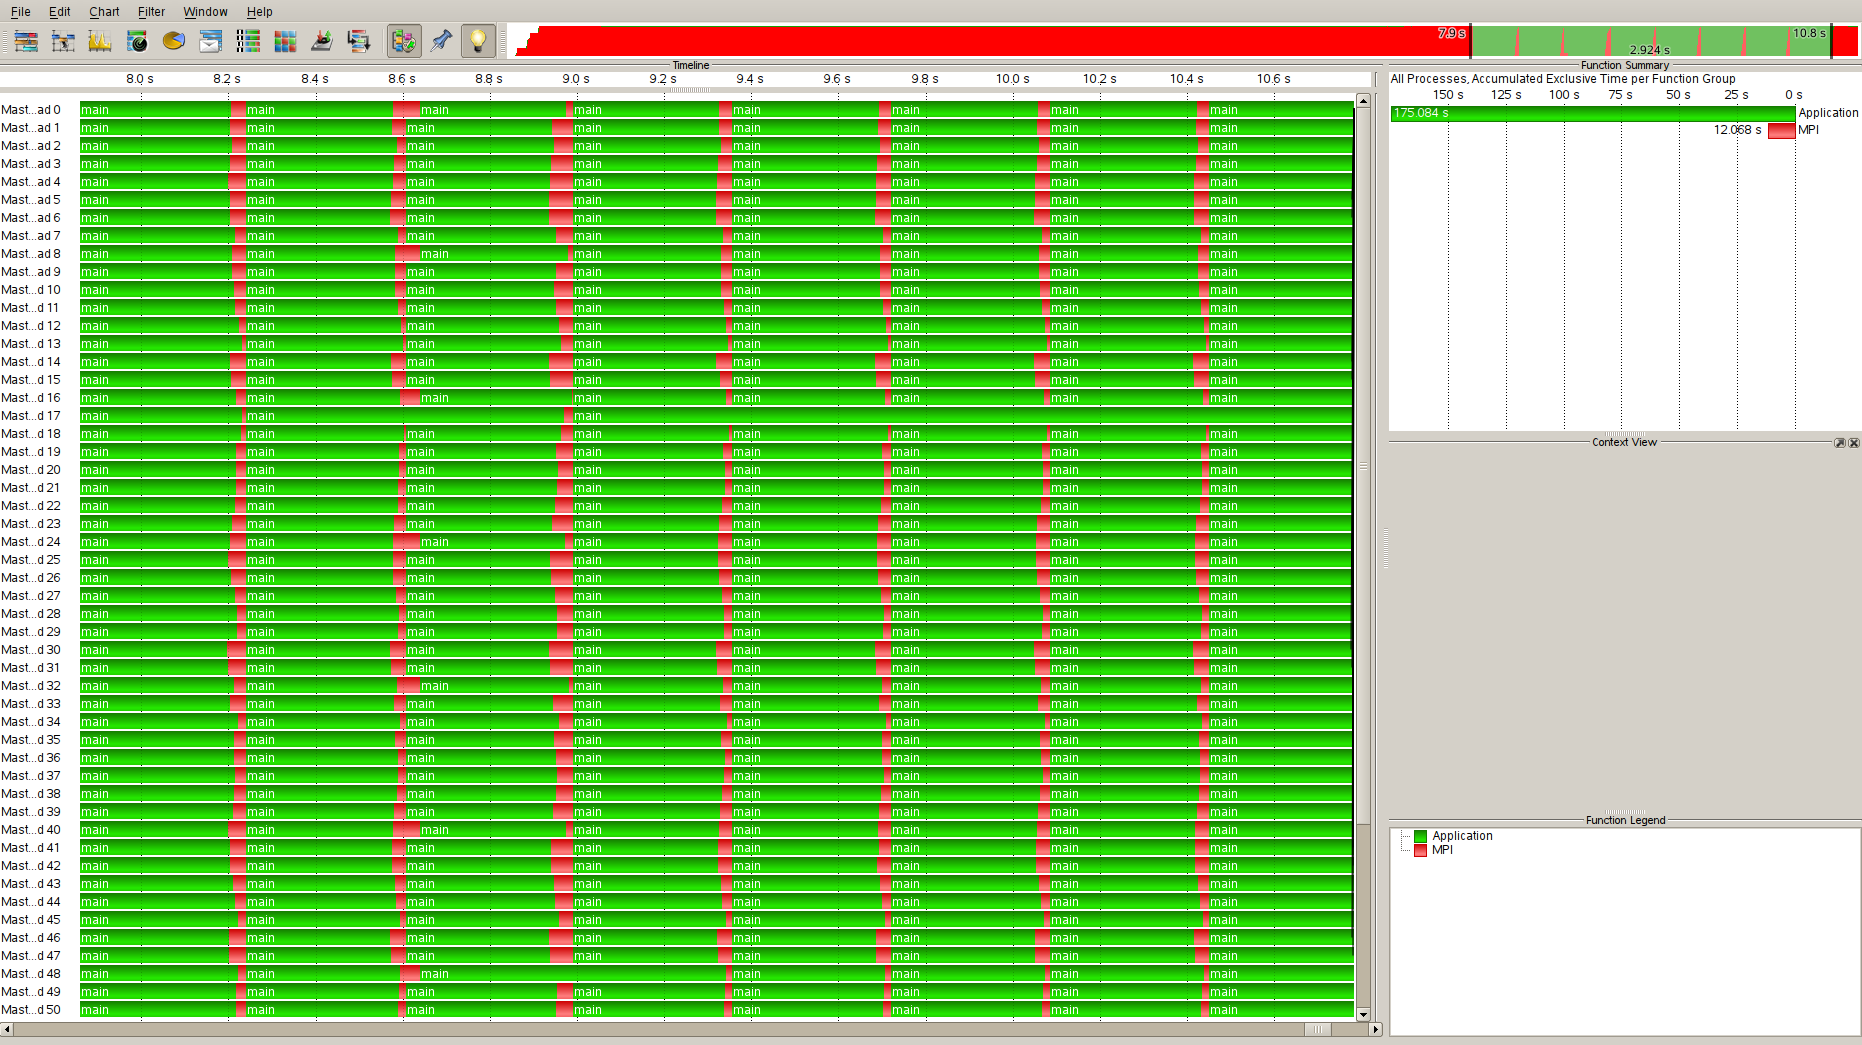 File Edit Chart Filter Window Help
7.9 s 10.8 s
2.924 s
Timeline
8.0 s 8.2 s 8.4 s 8.6 s 8.8 s 9.0 s 9.2 s 9.4 s 9.6 s 9.8 s 10.0 s 10.2 s 10.4 s 10.6 s
Mast...ad 0 main main main main main main main main
Mast...ad 1 main main main main main main main main
Mast...ad 2 main main main main main main main main
Mast...ad 3 main main main main main main main main
Mast...ad 4 main main main main main main main main
Mast...ad 5 main main main main main main main main
Mast...ad 6 main main main main main main main main
Mast...ad 7 main main main main main main main main
Mast...ad 8 main main main main main main main main
Mast...ad 9 main main main main main main main main
Mast...d 10 main main main main main main main main
Mast...d 11 main main main main main main main main
Mast...d 12 main main main main main main main main
Mast...d 13 main main main main main main main main
Mast...d 14 main main main main main main main main
Mast...d 15 main main main main main main main main
Mast...d 16 main main main main main main main main
Mast...d 17 main main main
Mast...d 18 main main main main main main main main
Mast...d 19 main main main main main main main main
Mast...d 20 main main main main main main main main
Mast...d 21 main main main main main main main main
Mast...d 22 main main main main main main main main
Mast...d 23 main main main main main main main main
Mast...d 24 main main main main main main main main
Mast...d 25 main main main main main main main main
Mast...d 26 main main main main main main main main
Mast...d 27 main main main main main main main main
Mast...d 28 main main main main main main main main
Mast...d 29 main main main main main main main main
Mast...d 30 main main main main main main main main
Mast...d 31 main main main main main main main main
Mast...d 32 main main main main main main main main
Mast...d 33 main main main main main main main main
Mast...d 34 main main main main main main main main
Mast...d 35 main main main main main main main main
Mast...d 36 main main main main main main main main
Mast...d 37 main main main main main main main main
Mast...d 38 main main main main main main main main
Mast...d 39 main main main main main main main main
Mast...d 40 main main main main main main main main
Mast...d 41 main main main main main main main main
Mast...d 42 main main main main main main main main
Mast...d 43 main main main main main main main main
Mast...d 44 main main main main main main main main
Mast...d 45 main main main main main main main main
Mast...d 46 main main main main main main main main
Mast...d 47 main main main main main main main main
Mast...d 48 main main main main main main main
Mast...d 49 main main main main main main main main
Mast...d 50 main main main main main main main main
Function Summary
All Processes, Accumulated Exclusive Time per Function Group
150 s 125 s 100 s 75 s 50 s 25 s 0 s
175.084 s Application
12.068 s MPI
Context View
Function Legend
Application
MPI